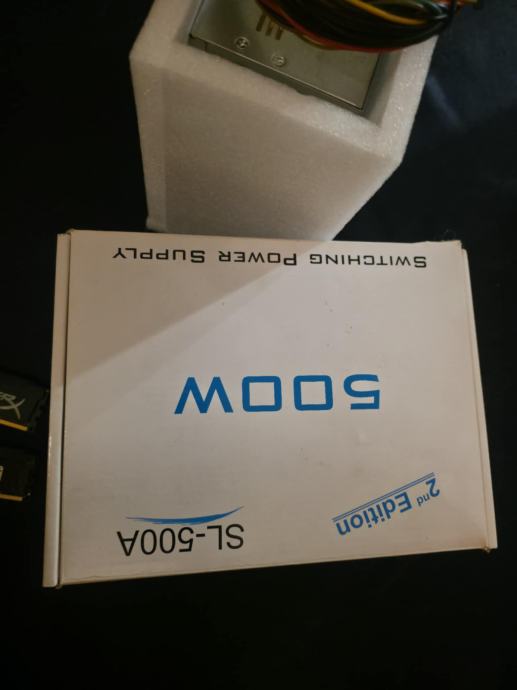 SL-500A
2nd Edition
500W
SWITCHING POWER SUPPLY